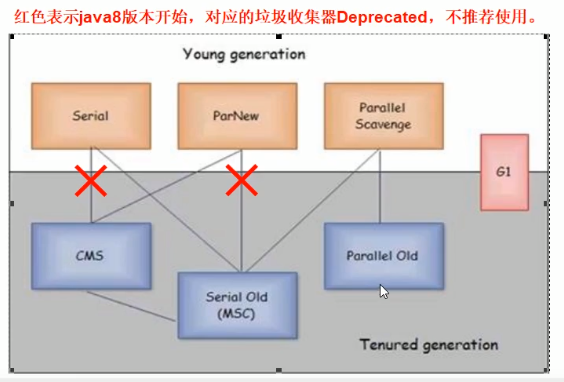 红色表示java8版本开始，对应的垃圾收集器Deprecated，不推荐使用。
Young generation
Serial
ParNew
Parallel
Scavenge
G1
CMS
Serial Old
(MSC)
Parallel Old
Tenured generation